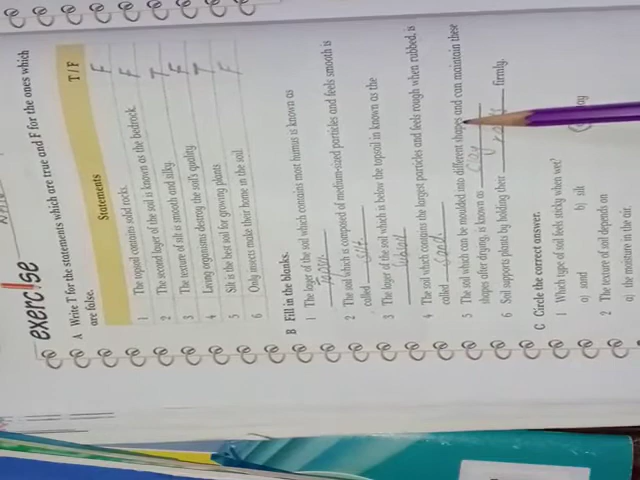 exerc!se
A Write T for the statements which are true and F for the ones which
are false.
Statements T / F
1 The topsoil contains solid rocks. F
2 The second layer of the soil is known as the bedrock. F
3 The texture of silt is smooth and silky. T
4 Living organisms destroy the soil's quality F
5 Silt is the best soil for growing plants T
6 Only insects make their home in the soil. F
B Fill in the blanks.
1 The layer of the soil which contains most humus is known as
2 The soil which is composed of medium-sized particles and feels smooth is
called silt.
3 The layer of the soil which is below the topsoil in known as the
4 The soil which contains the largest particles and feels rough when rubbed, is
called Sand.
5 The soil which can be moulded into different shapes and can maintain these
shapes after drying, is known as clay
6 Soil supports plants by holding their roots firmly.
C Circle the correct answer.
1 Which type of soil feels sticky when wet?
a) sand b) silt
2 The texture of soil depends on
a) the moisture in the air.